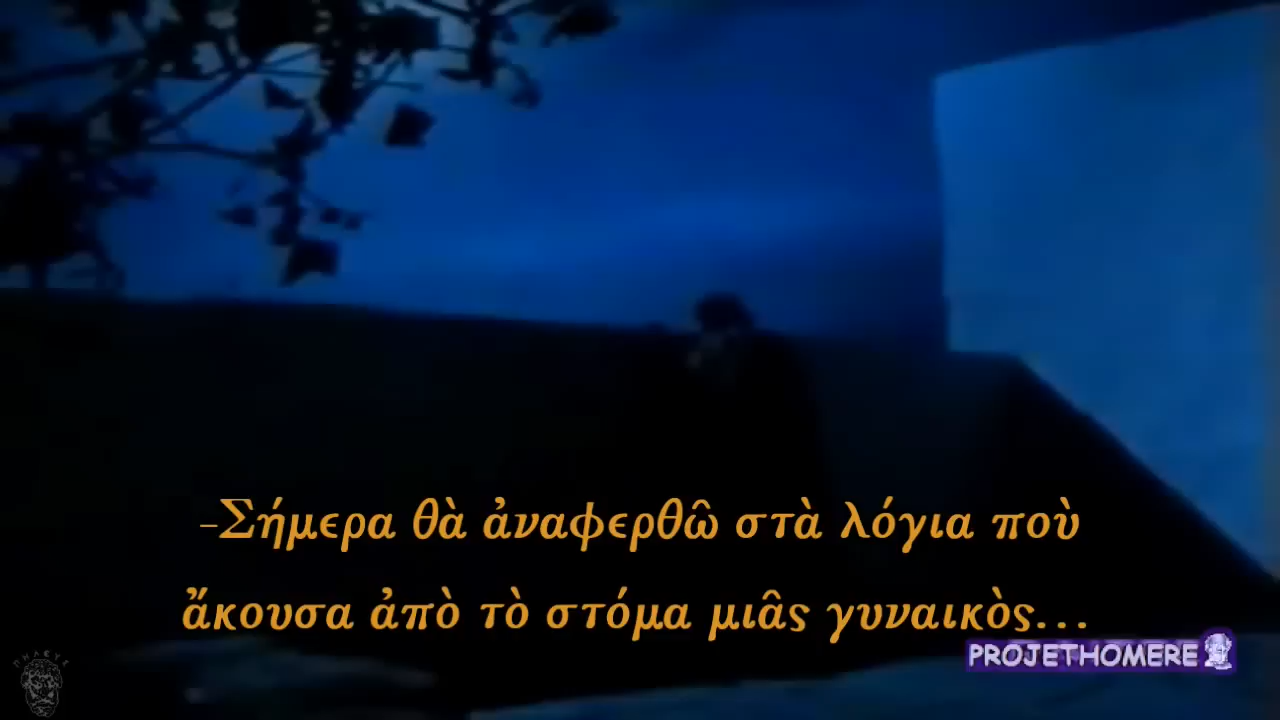 -Σήμερα θὰ ἀναφερθῶ στὰ λόγια ποὺ
ἄκουσα ἀπὸ τὸ στόμα μιᾶς γυναικὸς...
PROJETHOMERE